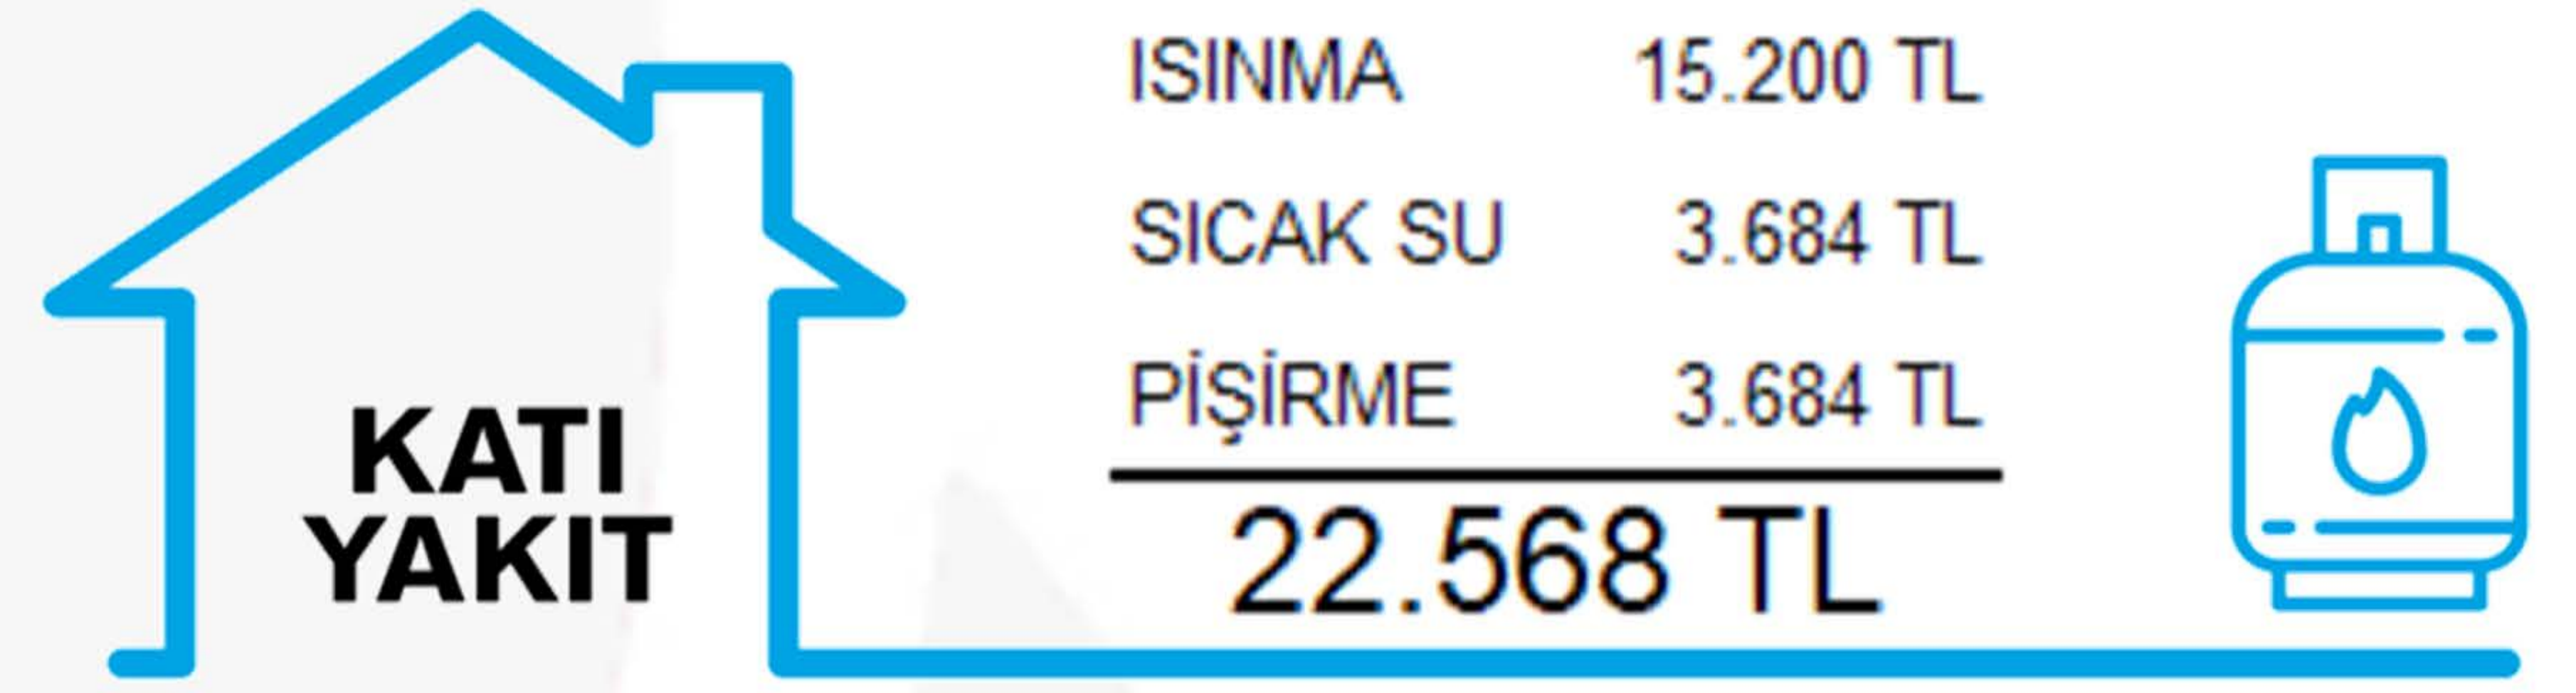 KATI
YAKIT
ISINMA 15.200 TL
SICAK SU 3.684 TL
PİŞİRME 3.684 TL
22.568 TL